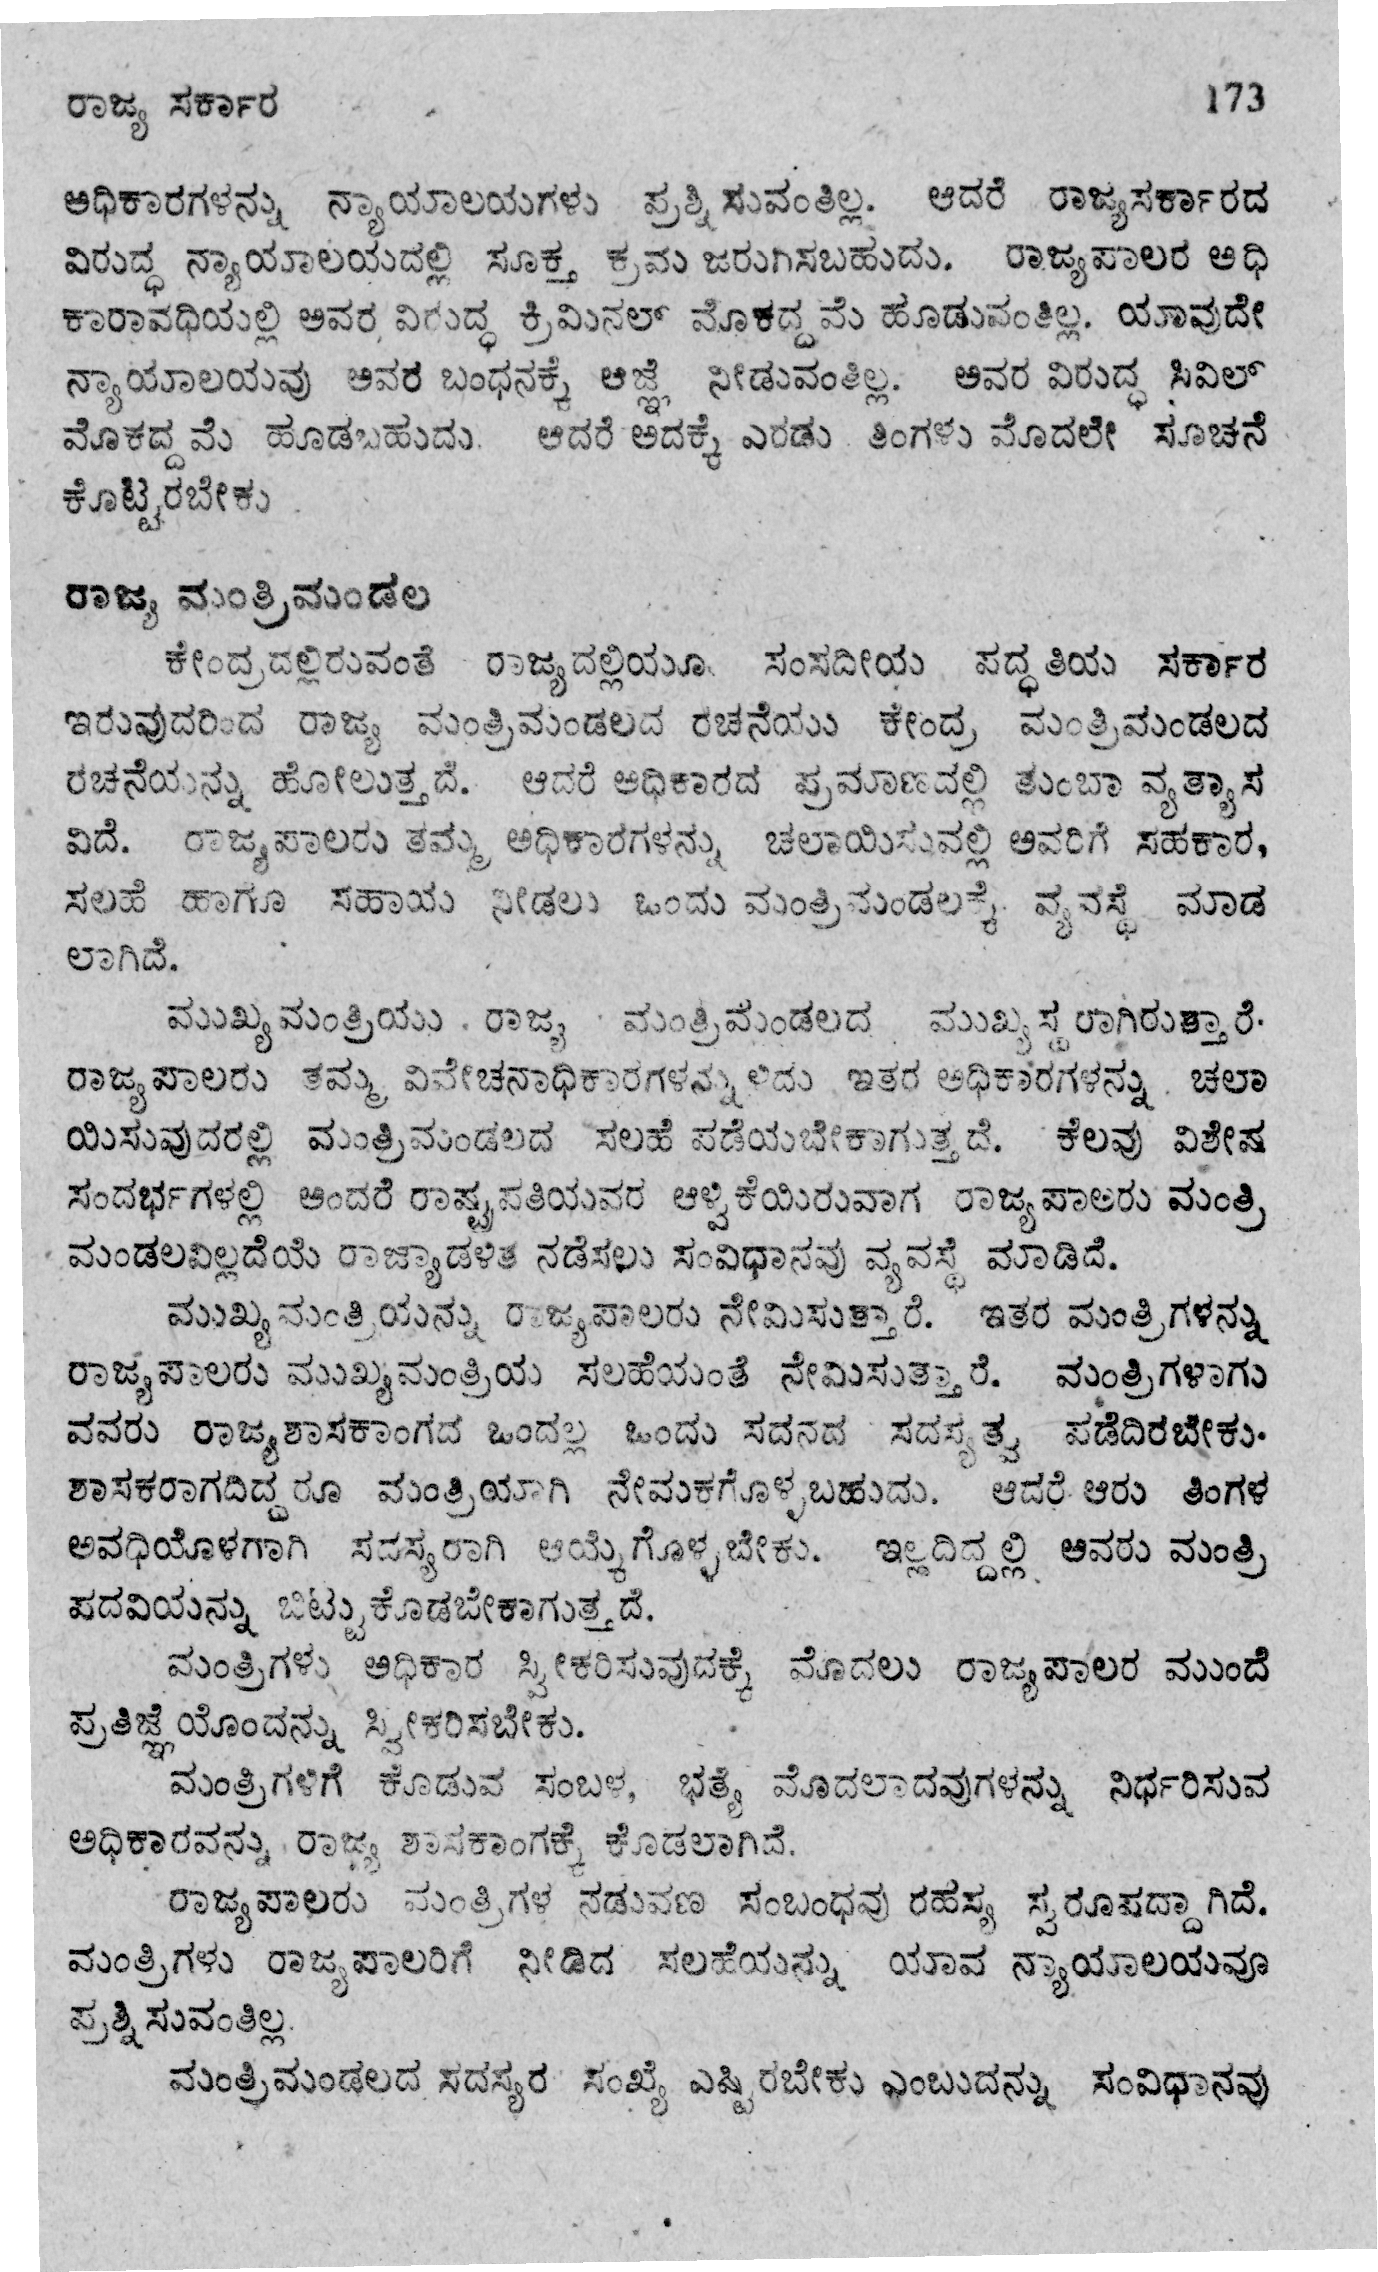 ರಾಜ್ಯ ಸರ್ಕಾರ 173
ಅಧಿಕಾರಗಳನ್ನು ನ್ಯಾಯಾಲಯಗಳು ಪ್ರಶ್ನಿಸುವಂತಿಲ್ಲ. ಆದರೆ ರಾಜ್ಯಸರ್ಕಾರದ
ವಿರುದ್ಧ ನ್ಯಾಯಾಲಯದಲ್ಲಿ ಸೂಕ್ತ ಕ್ರಮ ಜರುಗಿಸಬಹುದು. ರಾಜ್ಯಪಾಲರ ಅಧಿ
ಕಾರಾವಧಿಯಲ್ಲಿ ಅವರ ವಿರುದ್ಧ ಕ್ರಿಮಿನಲ್ ಮೊಕದ್ದಮೆ ಹೂಡುವಂತಿಲ್ಲ. ಯಾವುದೇ
ನ್ಯಾಯಾಲಯವು ಅವರ ಬಂಧನಕ್ಕೆ ಆಜ್ಞೆ ನೀಡುವಂತಿಲ್ಲ. ಅವರ ವಿರುದ್ಧ ಸಿವಿಲ್
ಮೊಕದ್ದಮೆ ಹೂಡಬಹುದು. ಆದರೆ ಅದಕ್ಕೆ ಎರಡು ತಿಂಗಳು ಮೊದಲೇ ಸೂಚನೆ
ಕೊಟ್ಟಿರಬೇಕು
ರಾಜ್ಯ ಮಂತ್ರಿಮಂಡಲ
ಕೇಂದ್ರದಲ್ಲಿರುವಂತೆ ರಾಜ್ಯದಲ್ಲಿಯೂ ಸಂಸದೀಯ ಪದ್ಧತಿಯ ಸರ್ಕಾರ
ಇರುವುದರಿಂದ ರಾಜ್ಯ ಮಂತ್ರಿಮಂಡಲದ ರಚನೆಯು ಕೇಂದ್ರ ಮಂತ್ರಿಮಂಡಲದ
ರಚನೆಯನ್ನು ಹೋಲುತ್ತದೆ. ಆದರೆ ಅಧಿಕಾರದ ಪ್ರಮಾಣದಲ್ಲಿ ತುಂಬಾ ವ್ಯತ್ಯಾಸ
ವಿದೆ. ರಾಜ್ಯಪಾಲರು ತಮ್ಮ ಅಧಿಕಾರಗಳನ್ನು ಚಲಾಯಿಸುವಲ್ಲಿ ಅವರಿಗೆ ಸಹಕಾರ,
ಸಲಹೆ ಹಾಗೂ ಸಹಾಯ ನೀಡಲು ಒಂದು ಮಂತ್ರಿಮಂಡಲಕ್ಕೆ ವ್ಯವಸ್ಥೆ ಮಾಡ
ಲಾಗಿದೆ.
ಮುಖ್ಯಮಂತ್ರಿಯು ರಾಜ್ಯ ಮಂತ್ರಿಮಂಡಲದ ಮುಖ್ಯಸ್ಥರಾಗಿರುತ್ತಾರೆ.
ರಾಜ್ಯಪಾಲರು ತಮ್ಮ ವಿವೇಚನಾಧಿಕಾರಗಳನ್ನುಳಿದು ಇತರ ಅಧಿಕಾರಗಳನ್ನು ಚಲಾ
ಯಿಸುವುದರಲ್ಲಿ ಮಂತ್ರಿಮಂಡಲದ ಸಲಹೆ ಪಡೆಯಬೇಕಾಗುತ್ತದೆ. ಕೆಲವು ವಿಶೇಷ
ಸಂದರ್ಭಗಳಲ್ಲಿ ಅಂದರೆ ರಾಷ್ಟ್ರಪತಿಯವರ ಆಳ್ವಿಕೆಯಿರುವಾಗ ರಾಜ್ಯಪಾಲರು ಮಂತ್ರಿ
ಮಂಡಲವಿಲ್ಲದೆಯೆ ರಾಜ್ಯಾಡಳಿತ ನಡೆಸಲು ಸಂವಿಧಾನವು ವ್ಯವಸ್ಥೆ ಮಾಡಿದೆ.
ಮುಖ್ಯಮಂತ್ರಿಯನ್ನು ರಾಜ್ಯಪಾಲರು ನೇಮಿಸುತ್ತಾರೆ. ಇತರ ಮಂತ್ರಿಗಳನ್ನು
ರಾಜ್ಯಪಾಲರು ಮುಖ್ಯಮಂತ್ರಿಯ ಸಲಹೆಯಂತೆ ನೇಮಿಸುತ್ತಾರೆ. ಮಂತ್ರಿಗಳಾಗು
ವವರು ರಾಜ್ಯಶಾಸಕಾಂಗದ ಒಂದಲ್ಲ ಒಂದು ಸದನದ ಸದಸ್ಯತ್ವ ಪಡೆದಿರಬೇಕು.
ಶಾಸಕರಾಗದಿದ್ದರೂ ಮಂತ್ರಿಯಾಗಿ ನೇಮಕಗೊಳ್ಳಬಹುದು. ಆದರೆ ಆರು ತಿಂಗಳ
ಅವಧಿಯೊಳಗಾಗಿ ಸದಸ್ಯರಾಗಿ ಆಯ್ಕೆಗೊಳ್ಳಬೇಕು. ಇಲ್ಲದಿದ್ದಲ್ಲಿ ಅವರು ಮಂತ್ರಿ
ಪದವಿಯನ್ನು ಬಿಟ್ಟುಕೊಡಬೇಕಾಗುತ್ತದೆ.
ಮಂತ್ರಿಗಳು ಅಧಿಕಾರ ಸ್ವೀಕರಿಸುವುದಕ್ಕೆ ಮೊದಲು ರಾಜ್ಯಪಾಲರ ಮುಂದೆ
ಪ್ರತಿಜ್ಞೆಯೊಂದನ್ನು ಸ್ವೀಕರಿಸಬೇಕು.
ಮಂತ್ರಿಗಳಿಗೆ ಕೊಡುವ ಸಂಬಳ, ಭತ್ಯೆ ಮೊದಲಾದವುಗಳನ್ನು ನಿರ್ಧರಿಸುವ
ಅಧಿಕಾರವನ್ನು ರಾಜ್ಯ ಶಾಸಕಾಂಗಕ್ಕೆ ಕೊಡಲಾಗಿದೆ.
ರಾಜ್ಯಪಾಲರು ಮಂತ್ರಿಗಳ ನಡುವಣ ಸಂಬಂಧವು ರಹಸ್ಯ ಸ್ವರೂಪದ್ದಾಗಿದೆ.
ಮಂತ್ರಿಗಳು ರಾಜ್ಯಪಾಲರಿಗೆ ನೀಡಿದ ಸಲಹೆಯನ್ನು ಯಾವ ನ್ಯಾಯಾಲಯವೂ
ಪ್ರಶ್ನಿಸುವಂತಿಲ್ಲ.
ಮಂತ್ರಿಮಂಡಲದ ಸದಸ್ಯರ ಸಂಖ್ಯೆ ಎಷ್ಟಿರಬೇಕು ಎಂಬುದನ್ನು ಸಂವಿಧಾನವು